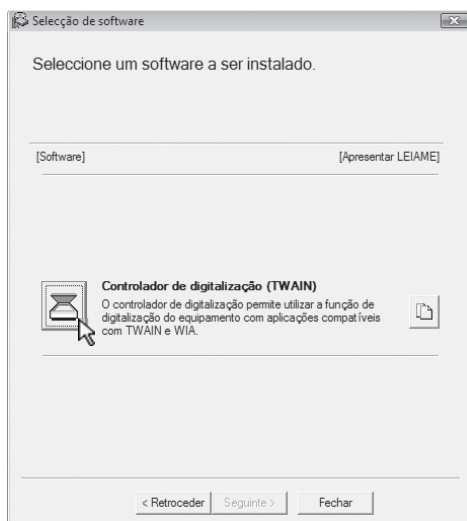 Selecção de software
Seleccione um software a ser instalado.
[Software] [Apresentar LEIAME]
Controlador de digitalização (TWAIN)
O controlador de digitalização permite utilizar a função de
digitalização do equipamento com aplicações compatíveis
com TWAIN e WIA.
< Retroceder Seguinte > Fechar